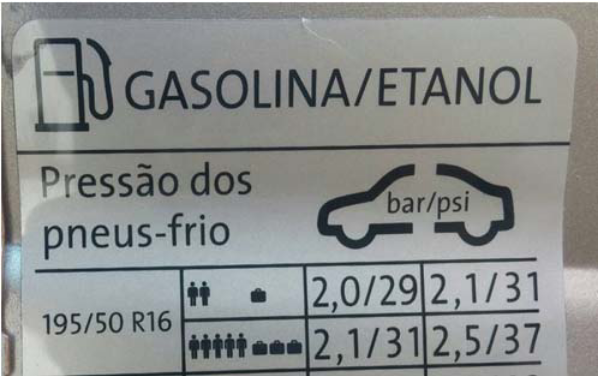 GASOLINA/ETANOL
Pressão dos
pneus-frio
bar/psi
195/50 R16
2,0/29 2,1/31
2,1/31 2,5/37